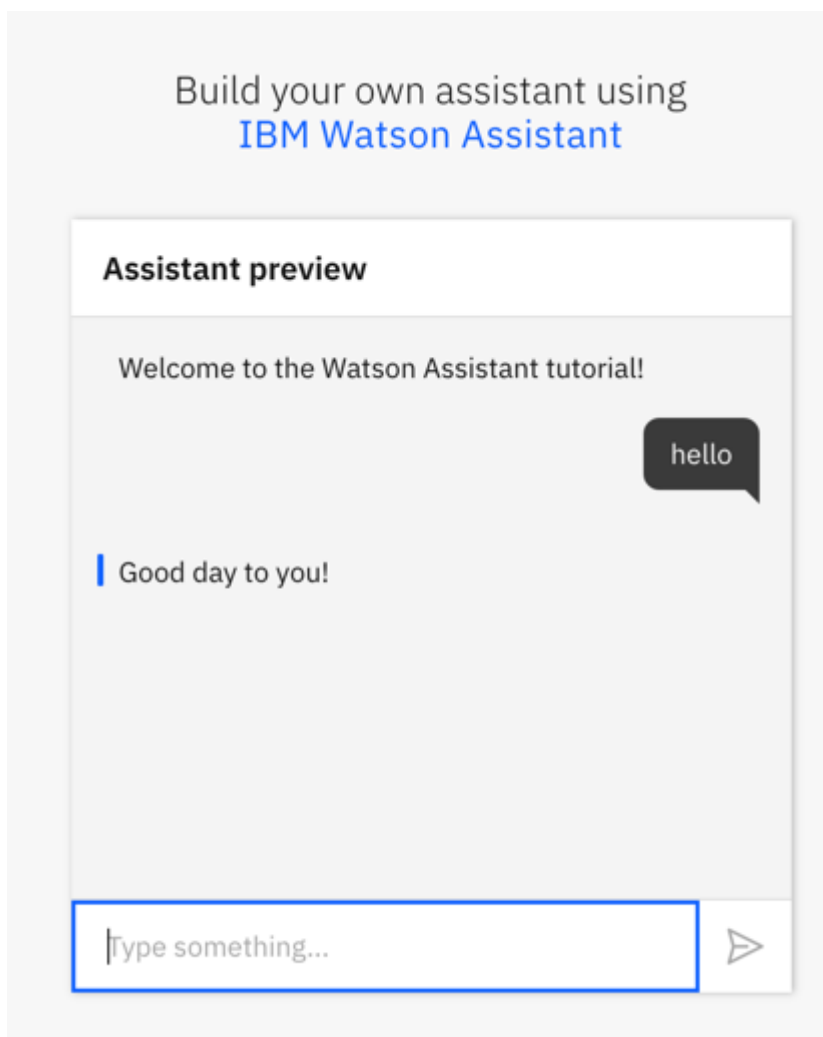 Build your own assistant using
IBM Watson Assistant
Assistant preview
Welcome to the Watson Assistant tutorial!
hello
Good day to you!
Type something...